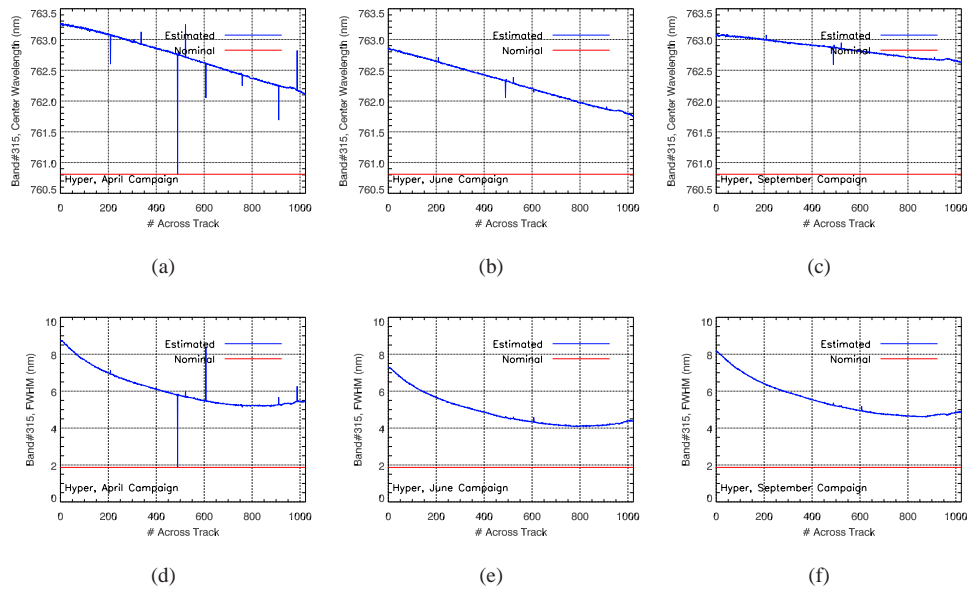 763.5
763.0
762.5
762.0
761.5
761.0
760.5
Band#315, Center Wavelength (nm)
Estimated
Nominal
Hyper, April Campaign
0 200 400 600 800 1000
# Across Track
(a)
763.5
763.0
762.5
762.0
761.5
761.0
760.5
Band#315, Center Wavelength (nm)
Estimated
Nominal
Hyper, June Campaign
0 200 400 600 800 1000
# Across Track
(b)
763.5
763.0
762.5
762.0
761.5
761.0
760.5
Band#315, Center Wavelength (nm)
Estimated
Nominal
Hyper, September Campaign
0 200 400 600 800 1000
# Across Track
(c)
10
8
6
4
2
0
Band#315, FWHM (nm)
Estimated
Nominal
Hyper, April Campaign
0 200 400 600 800 1000
# Across Track
(d)
10
8
6
4
2
0
Band#315, FWHM (nm)
Estimated
Nominal
Hyper, June Campaign
0 200 400 600 800 1000
# Across Track
(e)
10
8
6
4
2
0
Band#315, FWHM (nm)
Estimated
Nominal
Hyper, September Campaign
0 200 400 600 800 1000
# Across Track
(f)